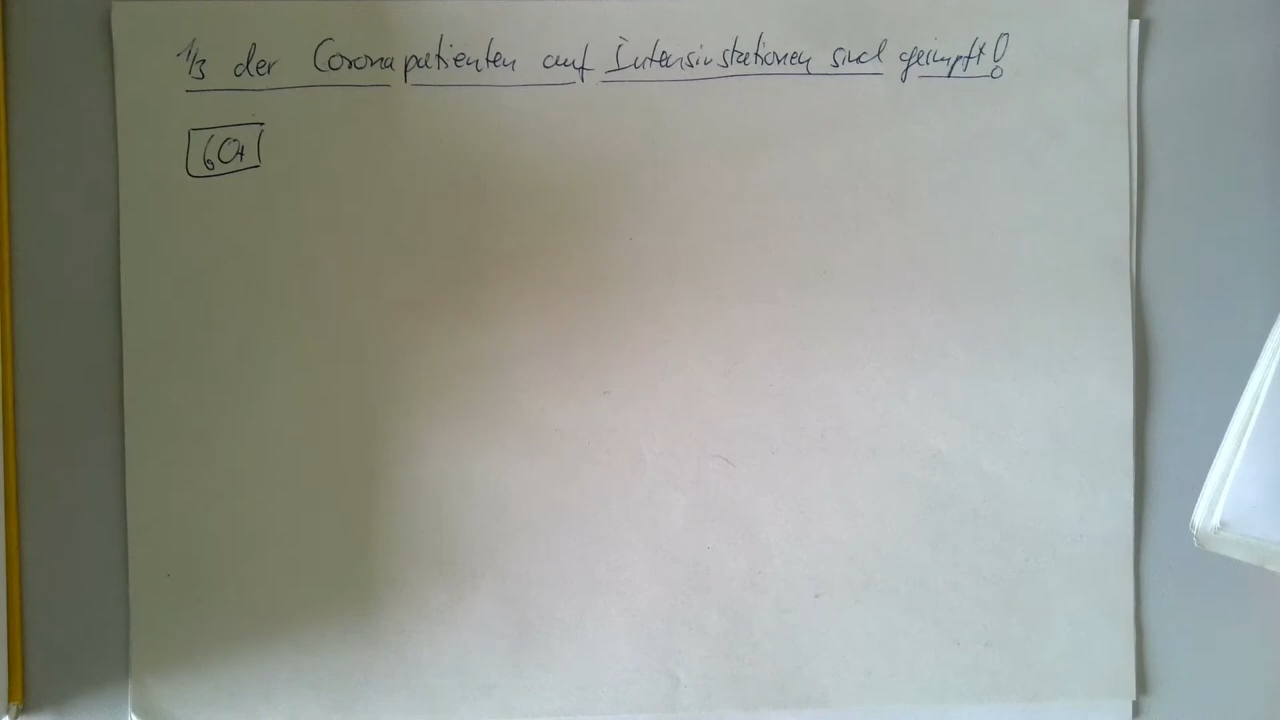 1/3 der Coronapatienten auf Intensivstationen sind geimpft!
60+